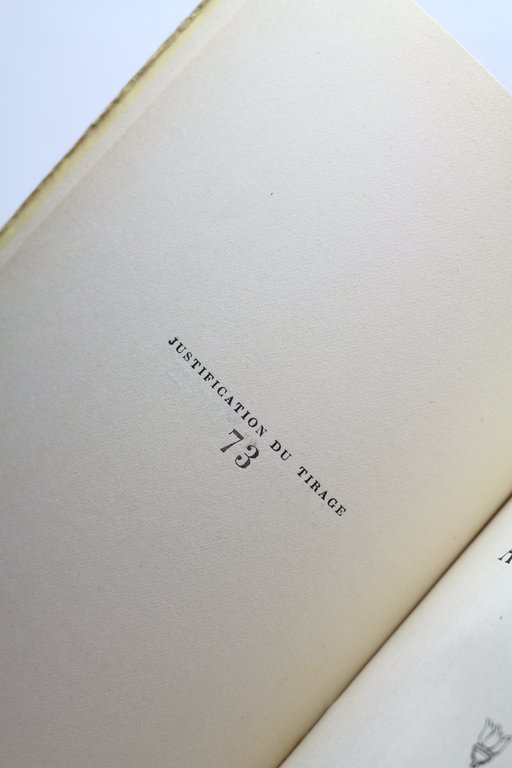 JUSTIFICATION DU TIRAGE
73